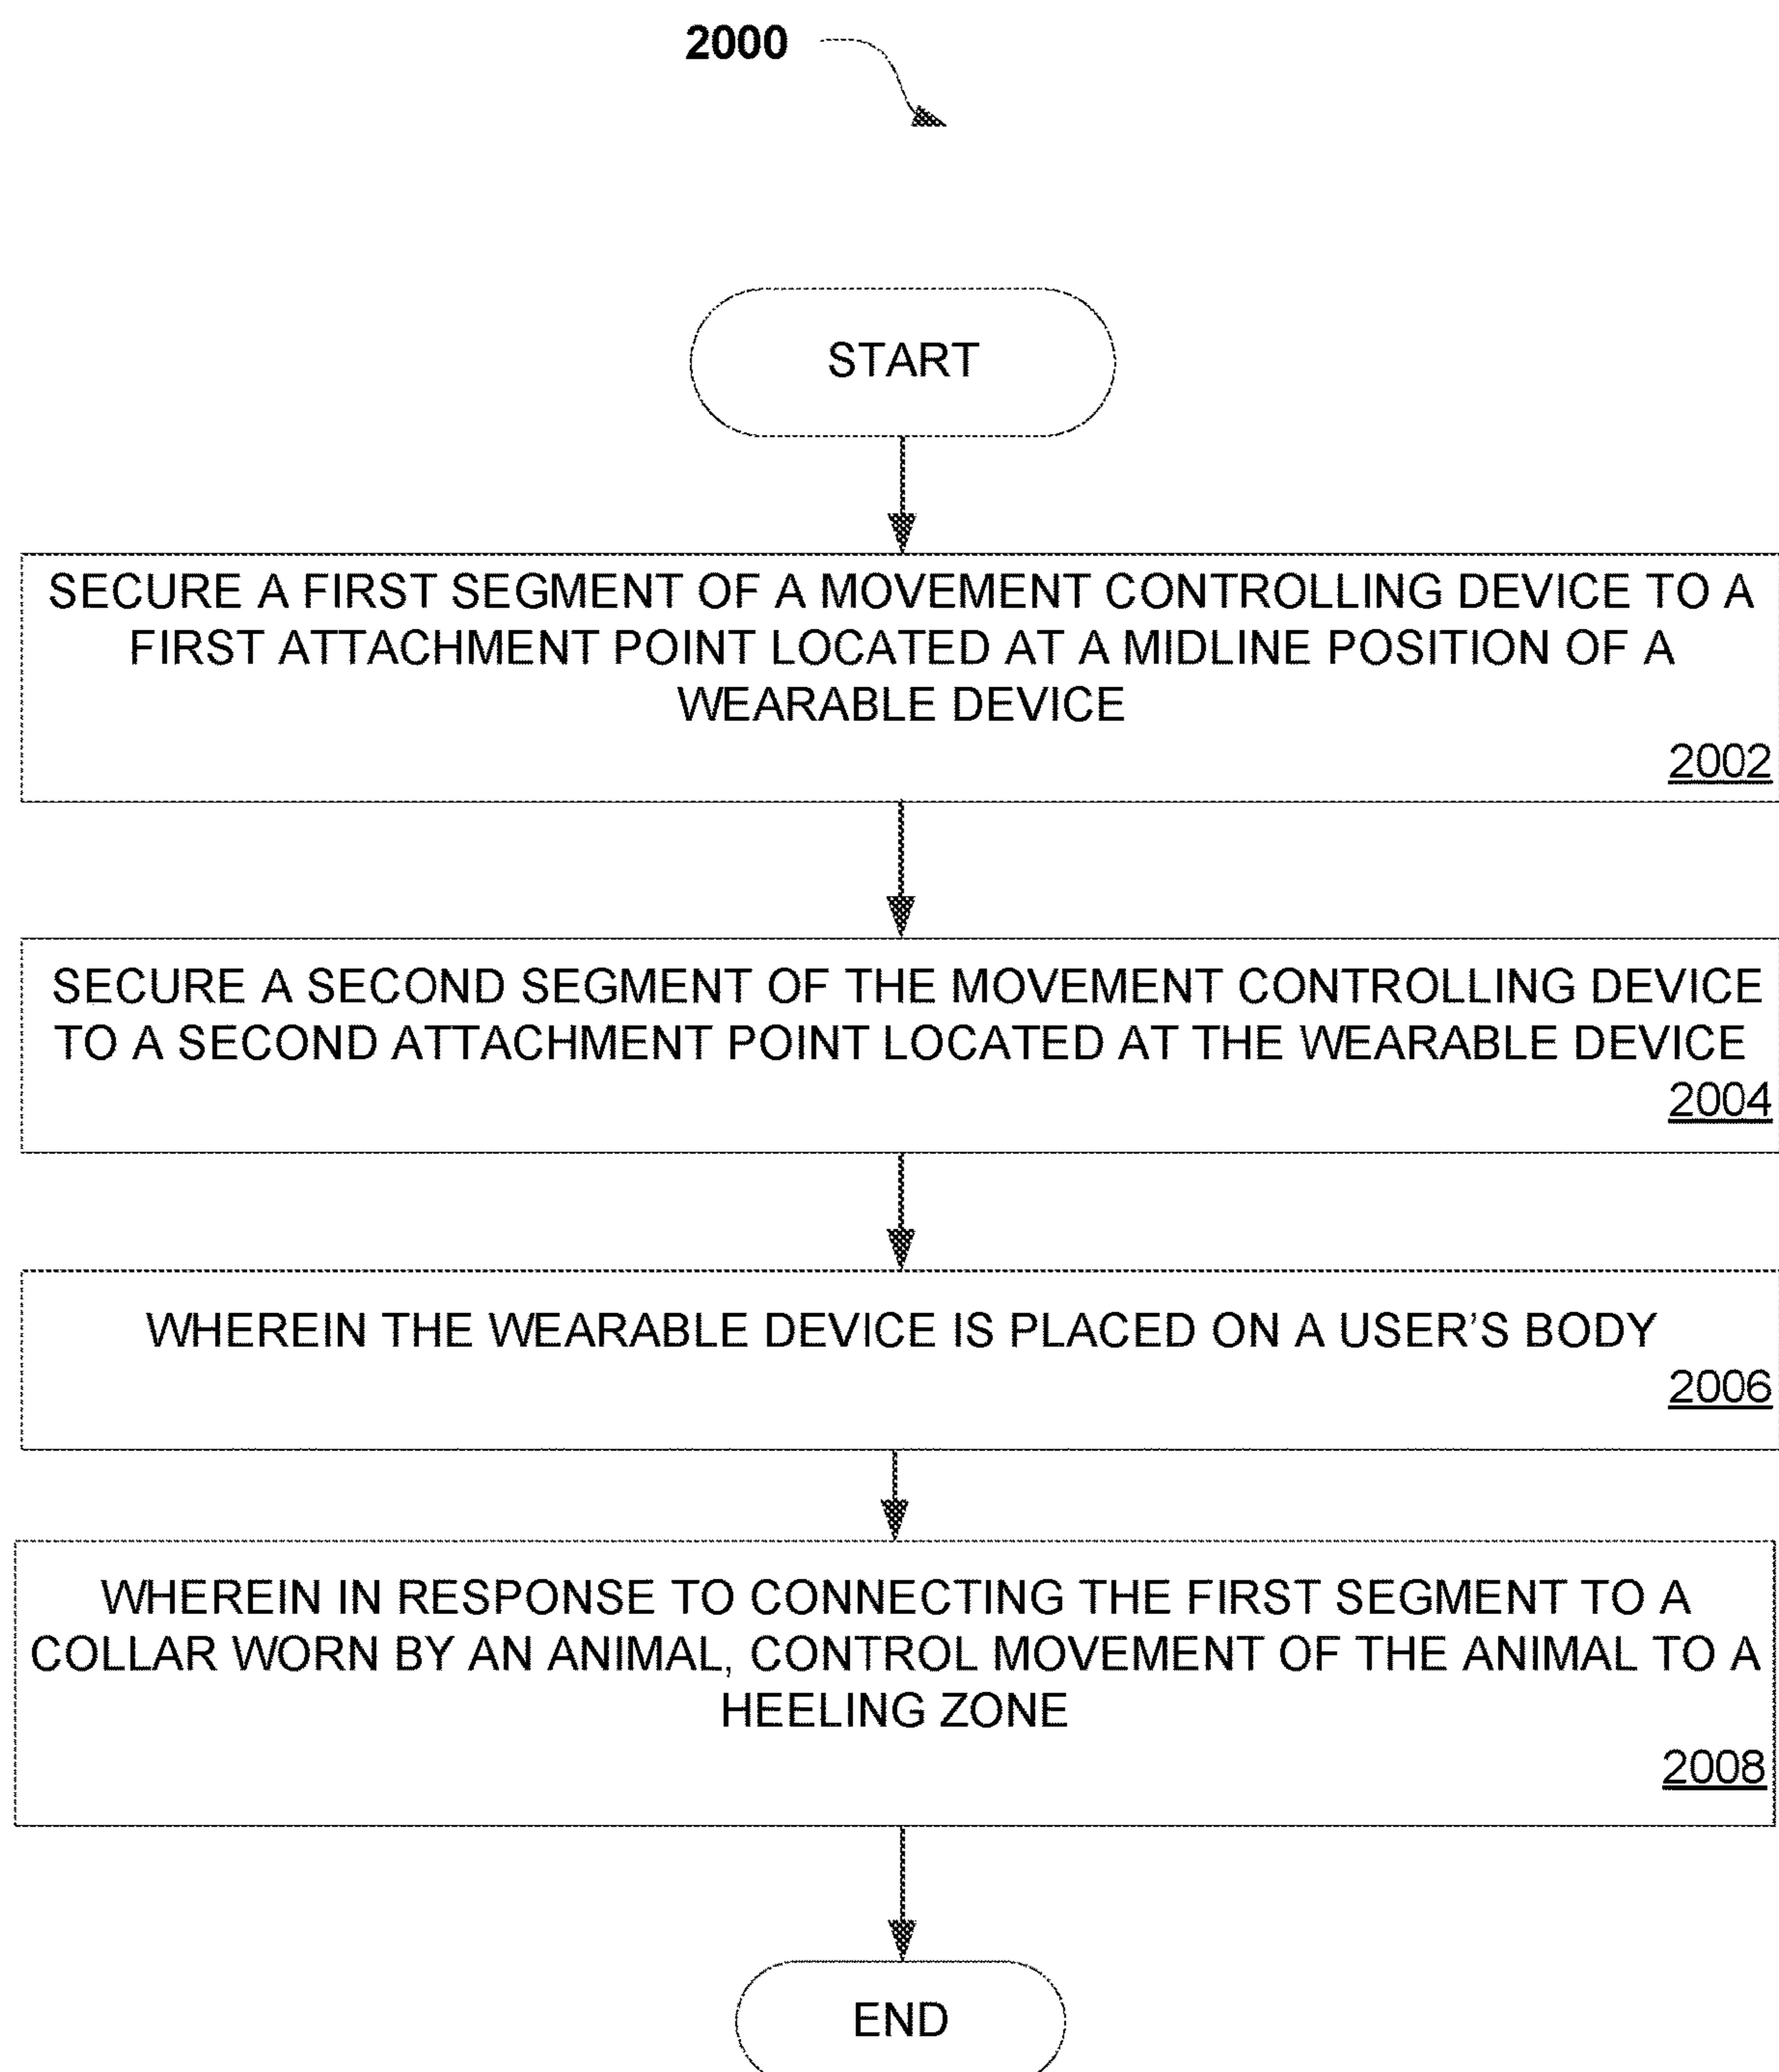 2000
START
SECURE A FIRST SEGMENT OF A MOVEMENT CONTROLLING DEVICE TO A
FIRST ATTACHMENT POINT LOCATED AT A MIDLINE POSITION OF A
WEARABLE DEVICE
2002
SECURE A SECOND SEGMENT OF THE MOVEMENT CONTROLLING DEVICE
TO A SECOND ATTACHMENT POINT LOCATED AT THE WEARABLE DEVICE
2004
WHEREIN THE WEARABLE DEVICE IS PLACED ON A USER'S BODY
2006
WHEREIN IN RESPONSE TO CONNECTING THE FIRST SEGMENT TO A
COLLAR WORN BY AN ANIMAL, CONTROL MOVEMENT OF THE ANIMAL TO A
HEELING ZONE
2008
END